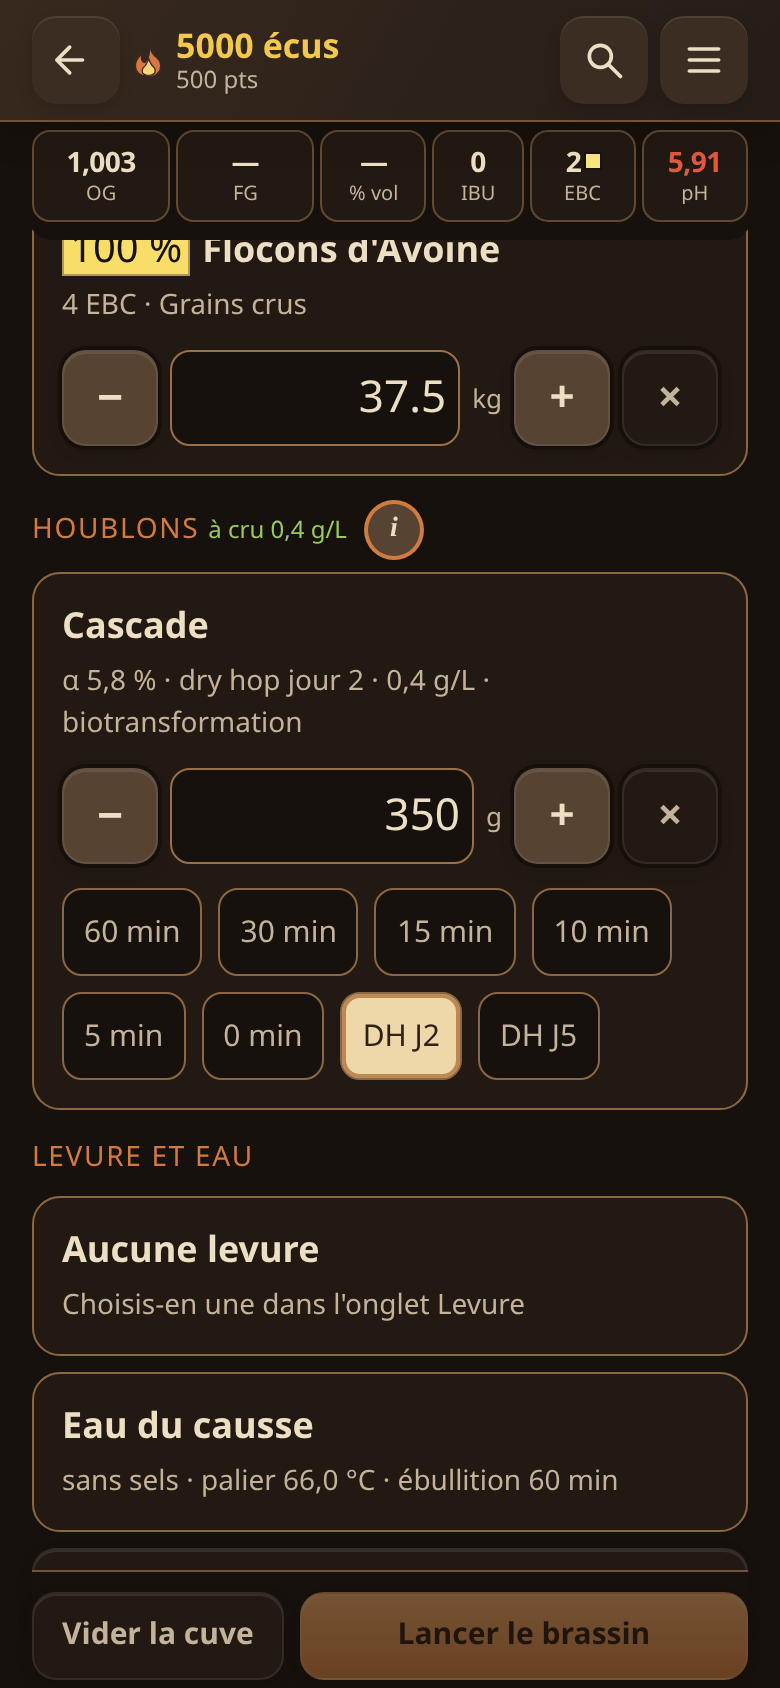 5000 écus
500 pts
1,003 — — 0 2 5,91
OG FG % vol IBU EBC pH
100 % Flocons d'Avoine
4 EBC · Grains crus
− 37.5 kg + ×
HOUBLONS à cru 0,4 g/L i
Cascade
α 5,8 % · dry hop jour 2 · 0,4 g/L ·
biotransformation
− 350 g + ×
60 min 30 min 15 min 10 min
5 min 0 min DH J2 DH J5
LEVURE ET EAU
Aucune levure
Choisis-en une dans l'onglet Levure
Eau du causse
sans sels · palier 66,0 °C · ébullition 60 min
Vider la cuve Lancer le brassin